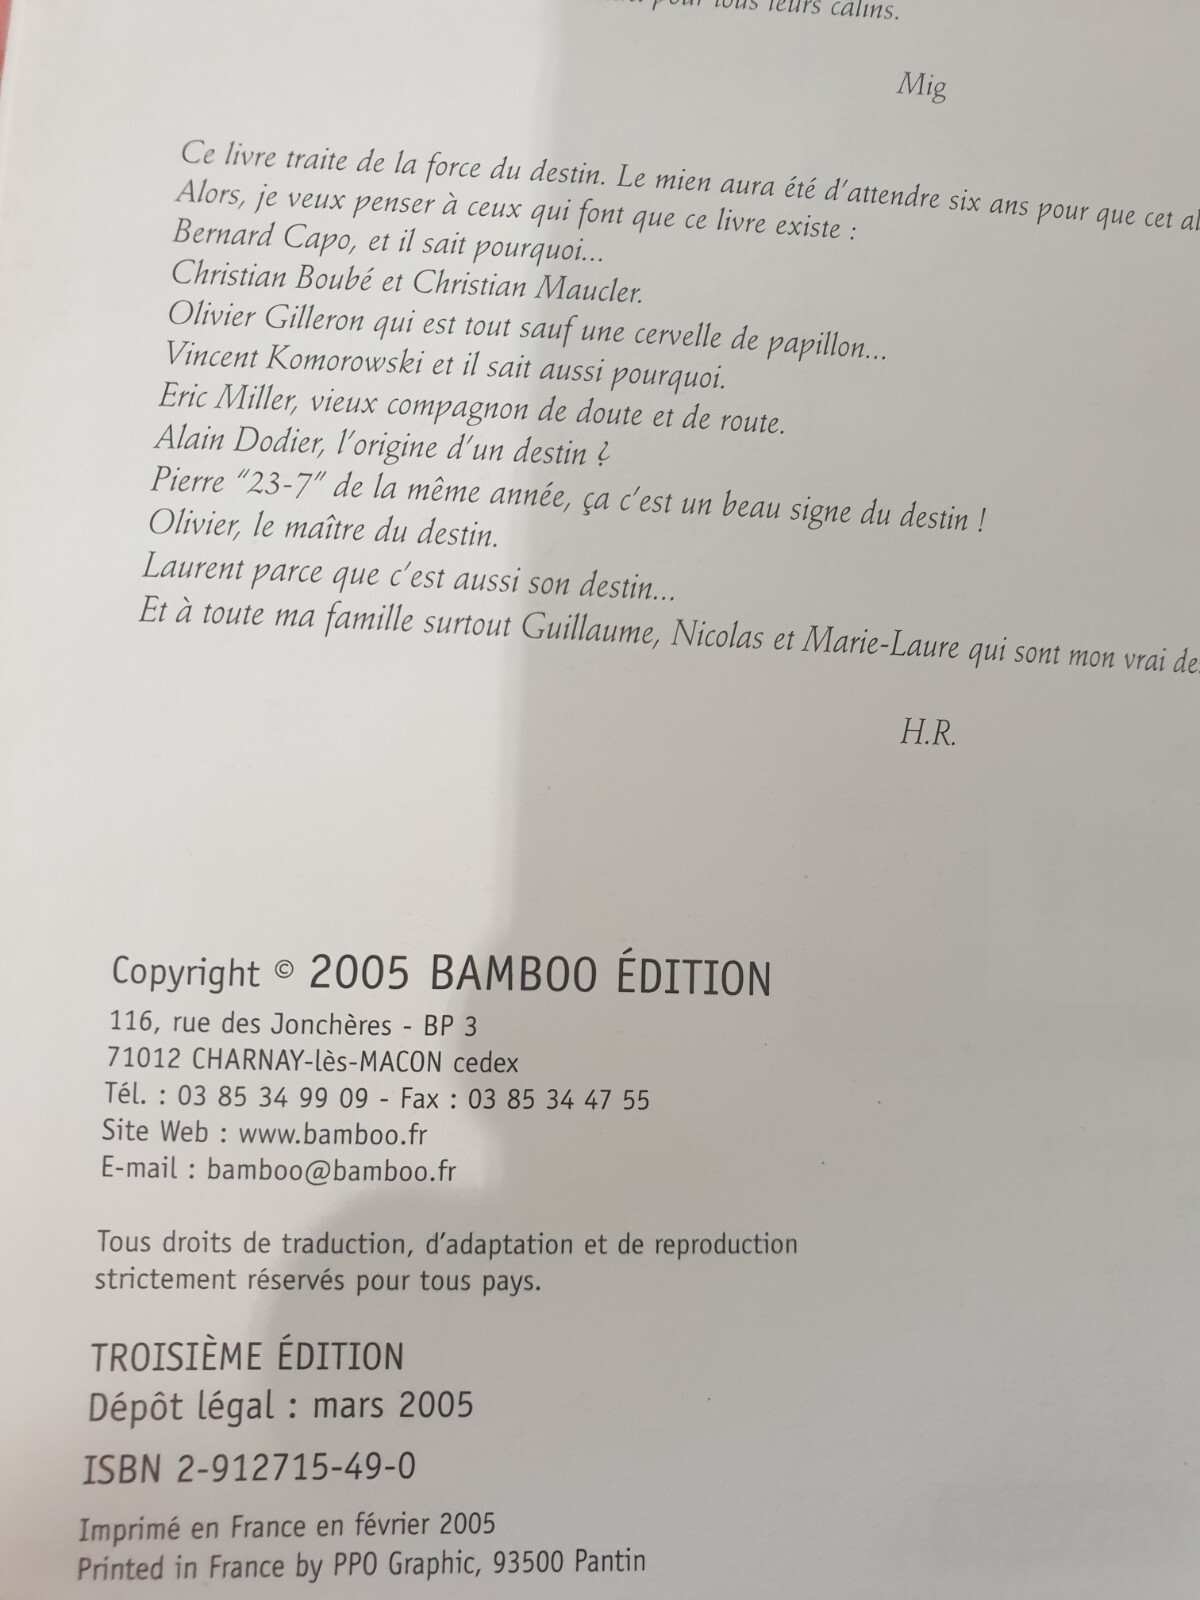 pour tous leurs calins.
Mig
Ce livre traite de la force du destin. Le mien aura été d'attendre six ans pour que cet
Alors, je veux penser à ceux qui font que ce livre existe :
Bernard Capo, et il sait pourquoi...
Christian Boubé et Christian Maucler.
Olivier Gilleron qui est tout sauf une cervelle de papillon...
Vincent Komorowski et il sait aussi pourquoi.
Eric Miller, vieux compagnon de doute et de route.
Alain Dodier, l'origine d'un destin ?
Pierre "23-7" de la même année, ça c'est un beau signe du destin !
Olivier, le maître du destin.
Laurent parce que c'est aussi son destin...
Et à toute ma famille surtout Guillaume, Nicolas et Marie-Laure qui sont mon vrai
H.R.
Copyright © 2005 BAMBOO ÉDITION
116, rue des Jonchères - BP 3
71012 CHARNAY-lès-MACON cedex
Tél. : 03 85 34 99 09 - Fax : 03 85 34 47 55
Site Web : www.bamboo.fr
E-mail : bamboo@bamboo.fr
Tous droits de traduction, d'adaptation et de reproduction
strictement réservés pour tous pays.
TROISIÈME ÉDITION
Dépôt légal : mars 2005
ISBN 2-912715-49-0
Imprimé en France en février 2005
Printed in France by PPO Graphic, 93500 Pantin